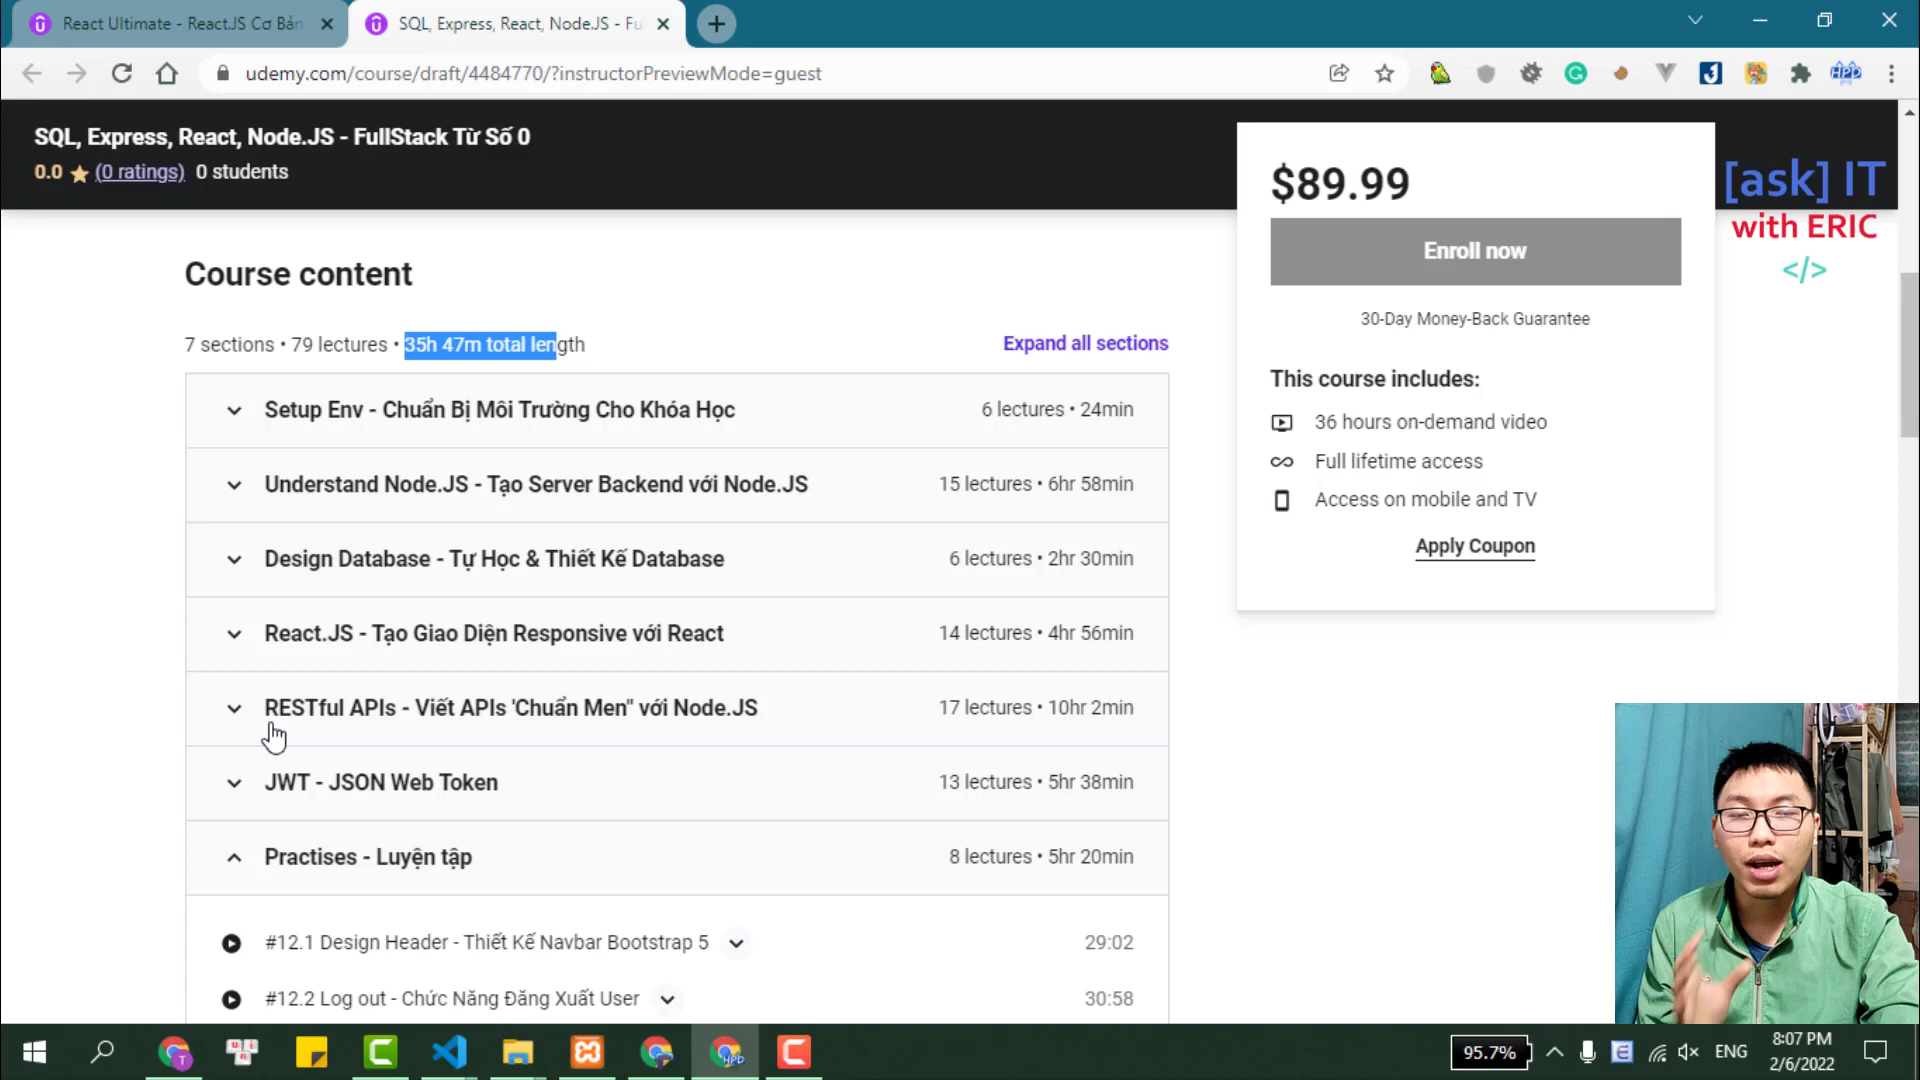 React Ultimate - React.JS Cơ Bản
SQL, Express, React, Node.JS - Fu
udemy.com/course/draft/4484770/?instructorPreviewMode=guest
SQL, Express, React, Node.JS - FullStack Từ Số 0
0.0 (0 ratings) 0 students
$89.99
[ask] IT
with ERIC
</>
Enroll now
30-Day Money-Back Guarantee
This course includes:
36 hours on-demand video
Full lifetime access
Access on mobile and TV
Apply Coupon
Course content
7 sections • 79 lectures • 35h 47m total length
Expand all sections
Setup Env - Chuẩn Bị Môi Trường Cho Khóa Học
6 lectures • 24min
Understand Node.JS - Tạo Server Backend với Node.JS
15 lectures • 6hr 58min
Design Database - Tự Học & Thiết Kế Database
6 lectures • 2hr 30min
React.JS - Tạo Giao Diện Responsive với React
14 lectures • 4hr 56min
RESTful APIs - Viết APIs 'Chuẩn Men" với Node.JS
17 lectures • 10hr 2min
JWT - JSON Web Token
13 lectures • 5hr 38min
Practises - Luyện tập
8 lectures • 5hr 20min
#12.1 Design Header - Thiết Kế Navbar Bootstrap 5
29:02
#12.2 Log out - Chức Năng Đăng Xuất User
30:58
95.7%
ENG
8:07 PM
2/6/2022